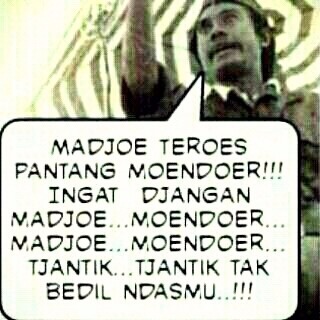 MADJOE TEROES
PANTANG MOENDOER!!!
INGAT DJANGAN
MADJOE...MOENDOER...
MADJOE...MOENDOER...
TJANTIK...TJANTIK TAK
BEDIL NDASMU..!!!